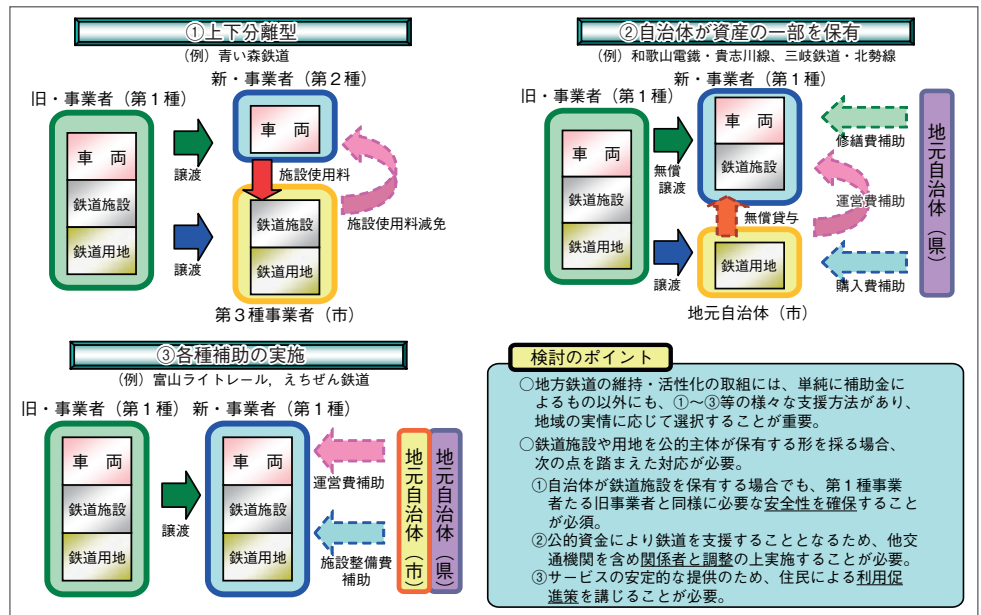 ①上下分離型
（例）青い森鉄道
新・事業者（第２種）
旧・事業者（第１種）
車　両
鉄道施設
鉄道用地
譲渡
譲渡
車　両
施設使用料
鉄道施設
鉄道用地
施設使用料減免
第３種事業者（市）
②自治体が資産の一部を保有
（例）和歌山電鐵・貴志川線、三岐鉄道・北勢線
新・事業者（第１種）
旧・事業者（第１種）
車　両
鉄道施設
鉄道用地
無償
譲渡
譲渡
車　両
鉄道施設
無償貸与
鉄道用地
地元自治体（市）
修繕費補助
運営費補助
購入費補助
地元自治体（県）
③各種補助の実施
（例）富山ライトレール，えちぜん鉄道
旧・事業者（第１種）
新・事業者（第１種）
車　両
鉄道施設
鉄道用地
譲渡
車　両
鉄道施設
鉄道用地
運営費補助
施設整備費
補助
地元自治体（市）
地元自治体（県）
検討のポイント
○地方鉄道の維持・活性化の取組には、単純に補助金に
よるもの以外にも、①～③等の様々な支援方法があり、
地域の実情に応じて選択することが重要。
○鉄道施設や用地を公的主体が保有する形を採る場合、
次の点を踏まえた対応が必要。
①自治体が鉄道施設を保有する場合でも、第１種事業
者たる旧事業者と同様に必要な安全性を確保すること
が必須。
②公的資金により鉄道を支援することとなるため、他交
通機関を含め関係者と調整の上実施することが必要。
③サービスの安定的な提供のため、住民による利用促
進策を講じることが必要。